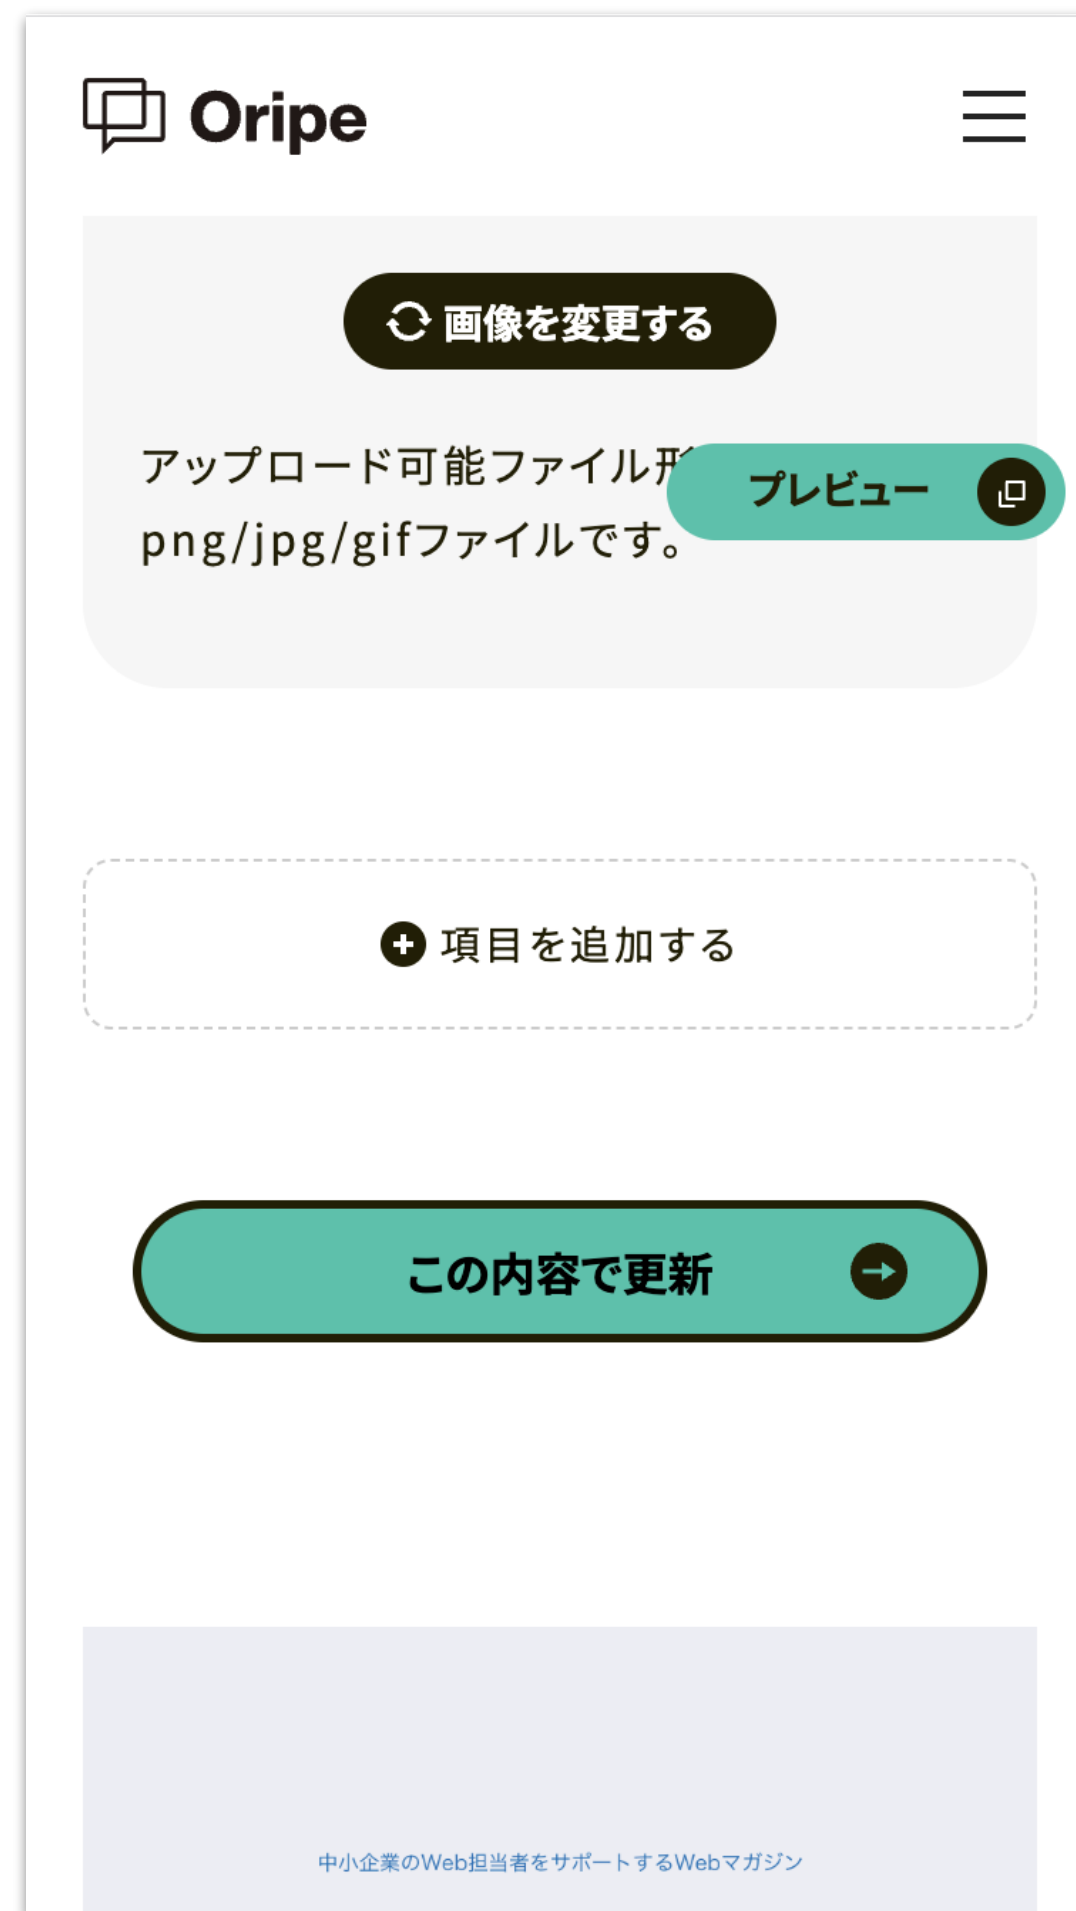 Oripe
画像を変更する
アップロード可能ファイル
プレビュー
png/jpg/gifファイルです。
項目を追加する
この内容で更新
中小企業のWeb担当者をサポートするWebマガジン